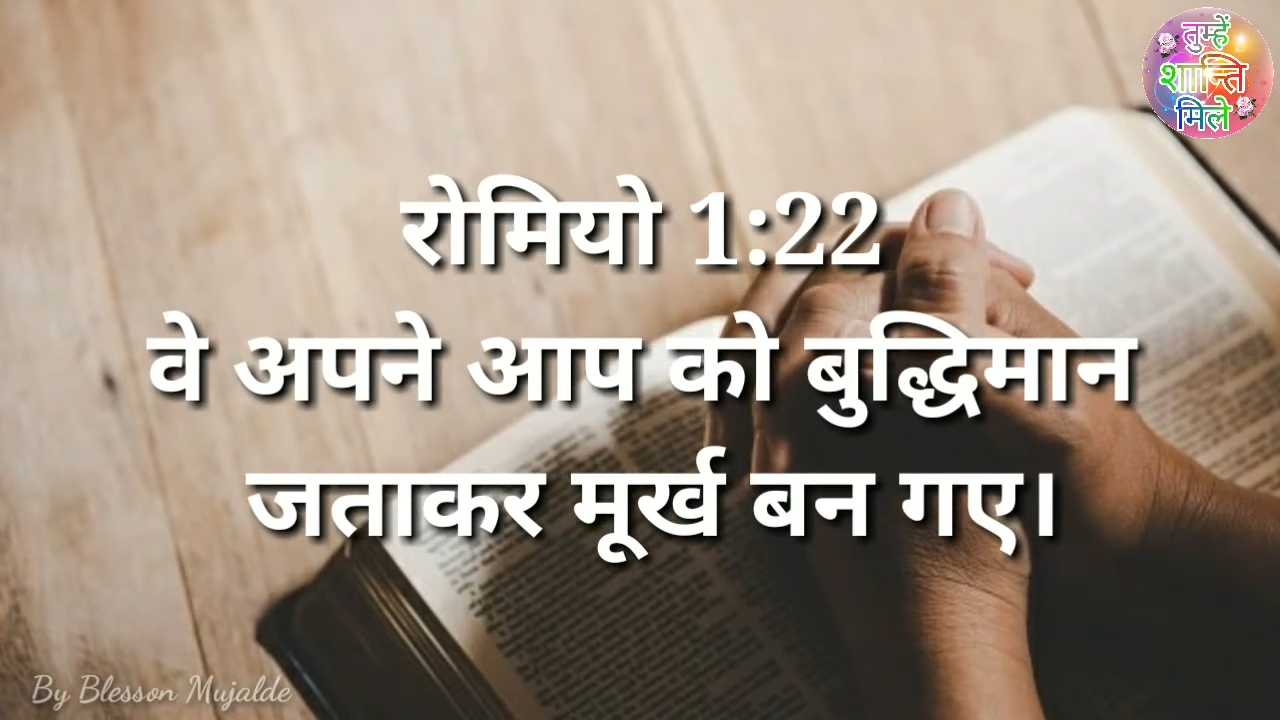 तुम्हें
शान्ति
मिले
रोमियो 1:22
वे अपने आप को बुद्धिमान
जताकर मूर्ख बन गए।
By Blesson Mujalde